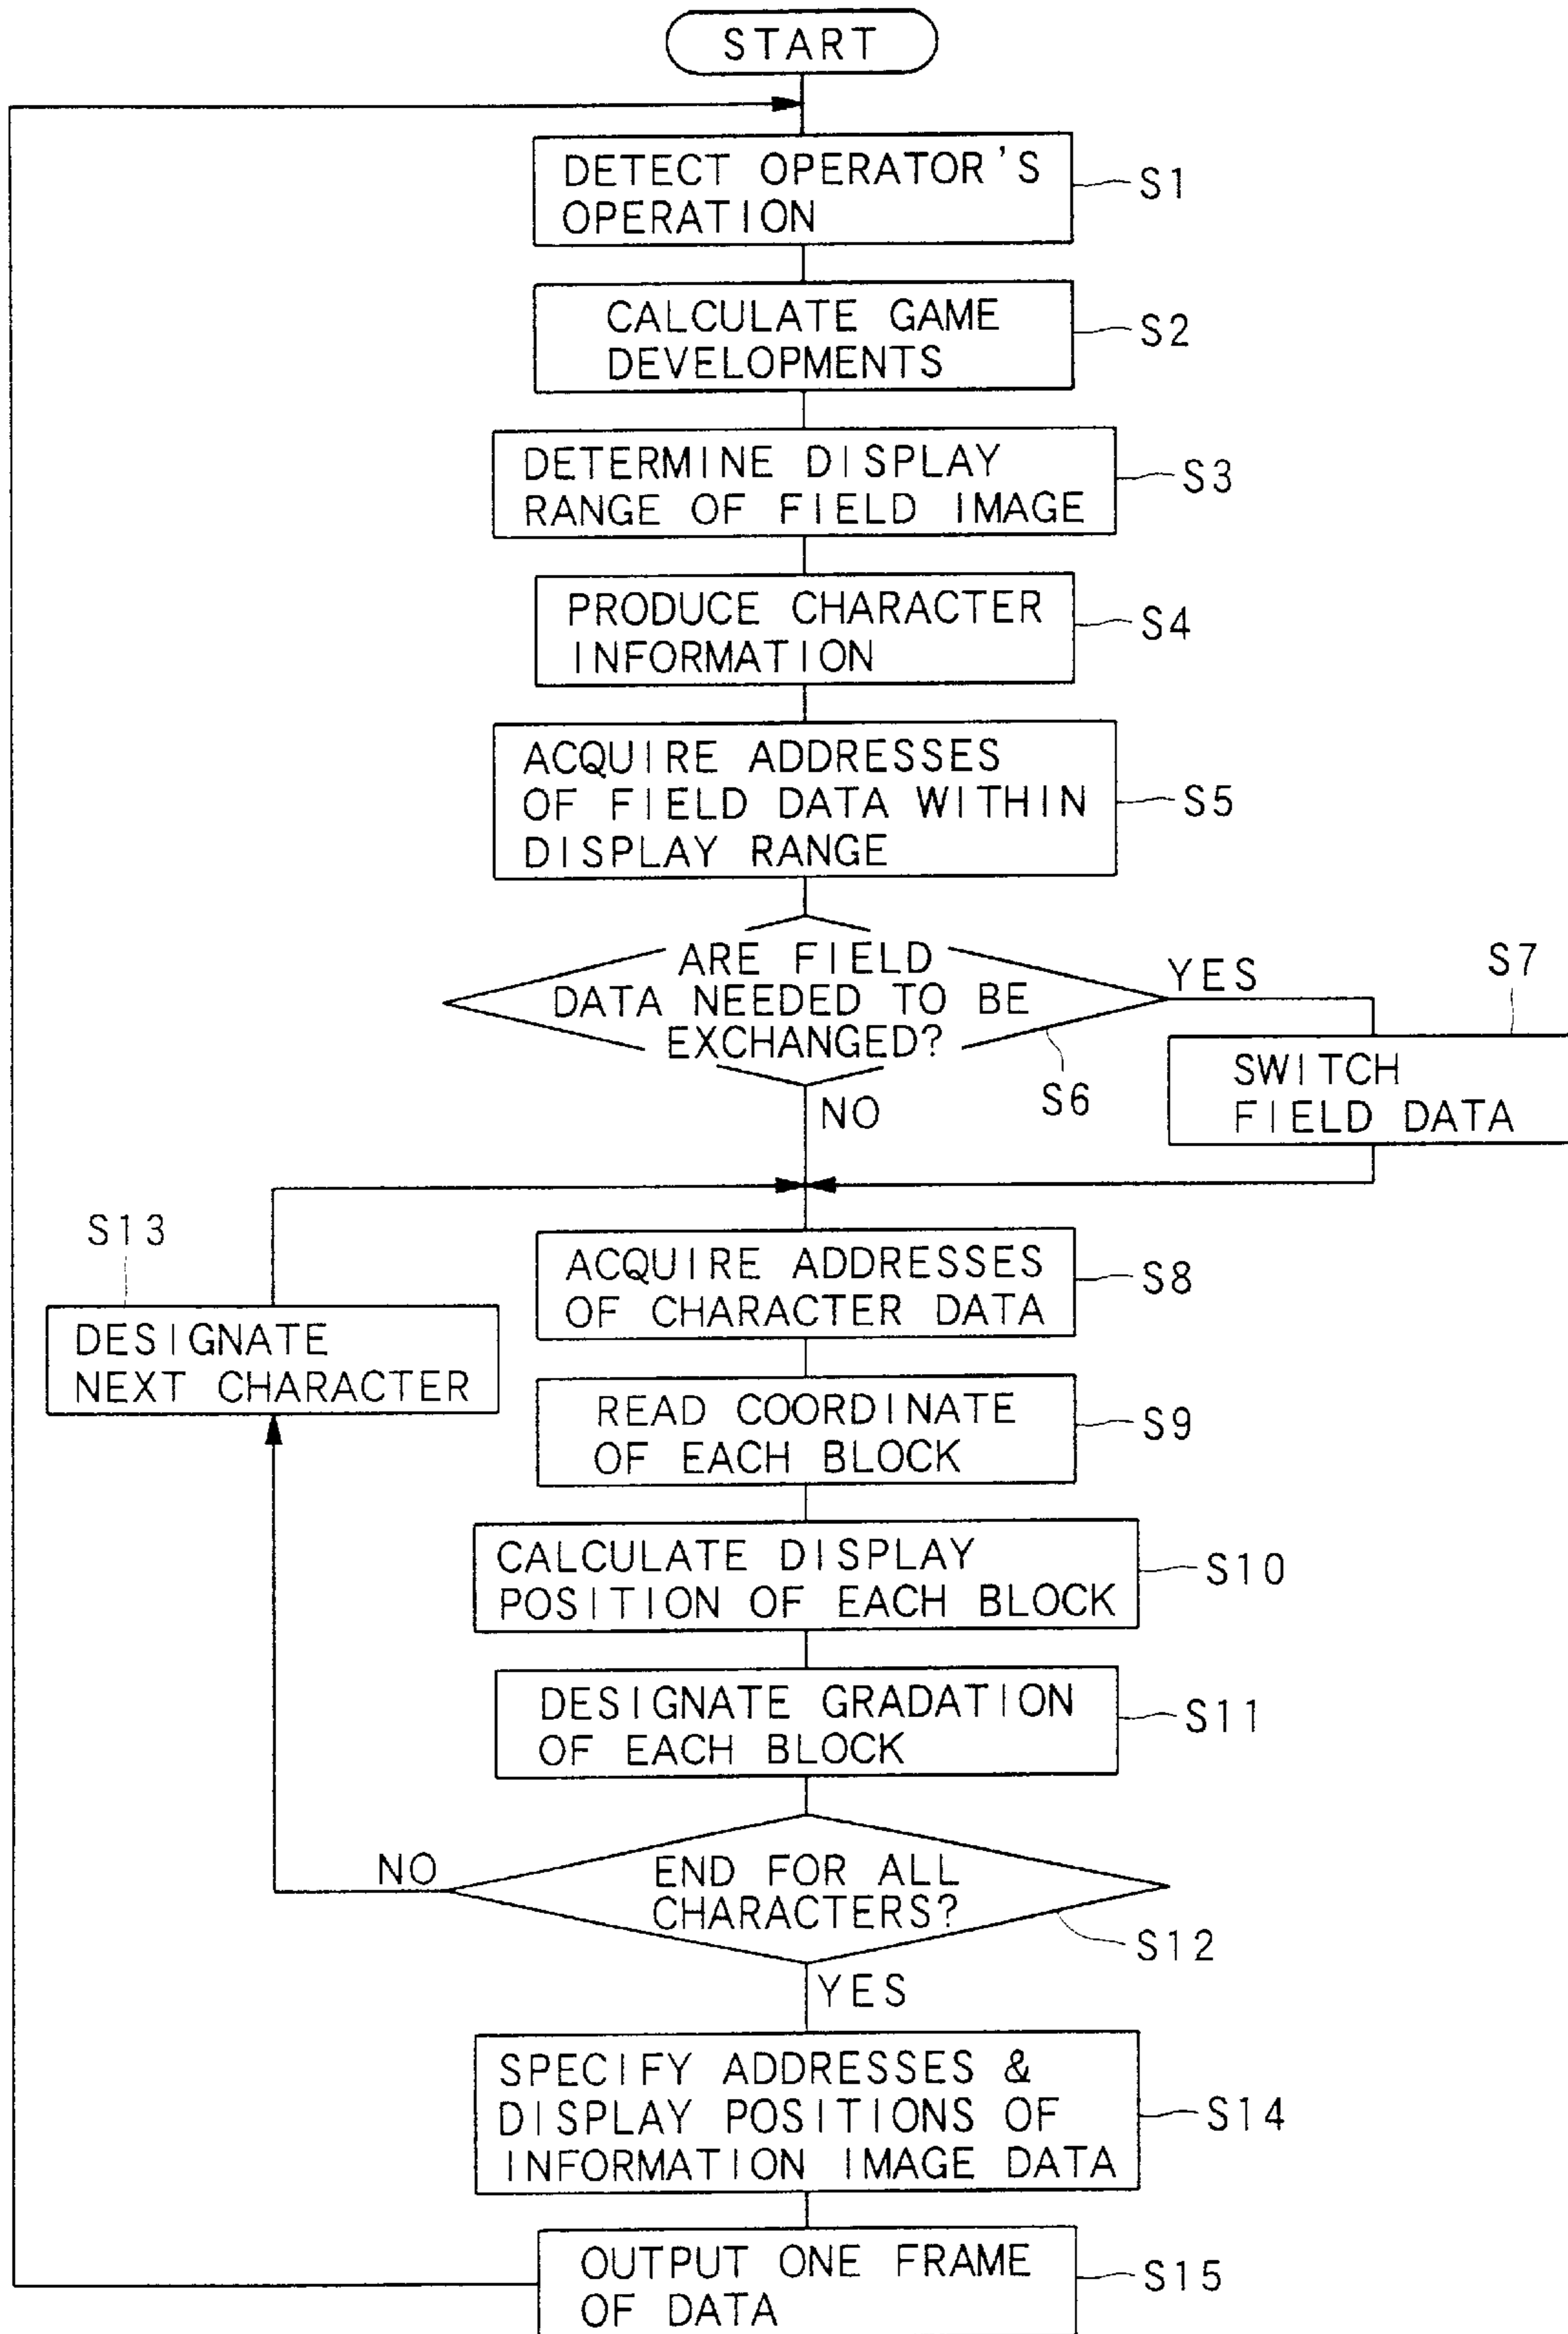 START
DETECT OPERATOR'S
OPERATION
S1
CALCULATE GAME
DEVELOPMENTS
S2
DETERMINE DISPLAY
RANGE OF FIELD IMAGE
S3
PRODUCE CHARACTER
INFORMATION
S4
ACQUIRE ADDRESSES
OF FIELD DATA WITHIN
DISPLAY RANGE
S5
ARE FIELD
DATA NEEDED TO BE
EXCHANGED?
S6
YES
S7
SWITCH
FIELD DATA
NO
S13
DESIGNATE
NEXT CHARACTER
ACQUIRE ADDRESSES
OF CHARACTER DATA
S8
READ COORDINATE
OF EACH BLOCK
S9
CALCULATE DISPLAY
POSITION OF EACH BLOCK
S10
DESIGNATE GRADATION
OF EACH BLOCK
S11
NO
END FOR ALL
CHARACTERS?
S12
YES
SPECIFY ADDRESSES &
DISPLAY POSITIONS OF
INFORMATION IMAGE DATA
S14
OUTPUT ONE FRAME
OF DATA
S15